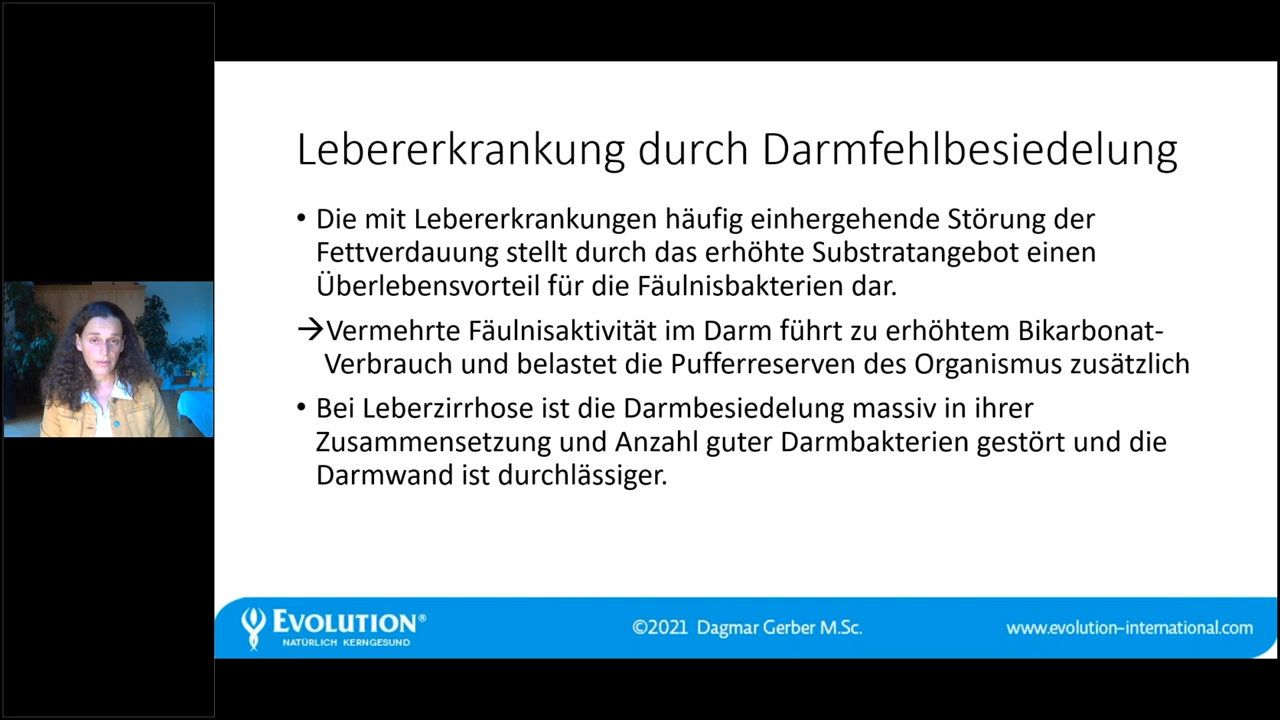 Lebererkrankung durch Darmfehlbesiedelung
• Die mit Lebererkrankungen häufig einhergehende Störung der
Fettverdauung stellt durch das erhöhte Substratangebot einen
Überlebensvorteil für die Fäulnisbakterien dar.
→Vermehrte Fäulnisaktivität im Darm führt zu erhöhtem Bikarbonat-
Verbrauch und belastet die Pufferreserven des Organismus zusätzlich
• Bei Leberzirrhose ist die Darmbesiedelung massiv in ihrer
Zusammensetzung und Anzahl guter Darmbakterien gestört und die
Darmwand ist durchlässiger.
EVOLUTION®
NATÜRLICH KERNGESUND
©2021 Dagmar Gerber M.Sc.
www.evolution-international.com